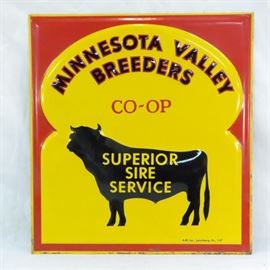 MINNESOTA VALLEY
BREEDERS
CO-OP
SUPERIOR
SIRE
SERVICE